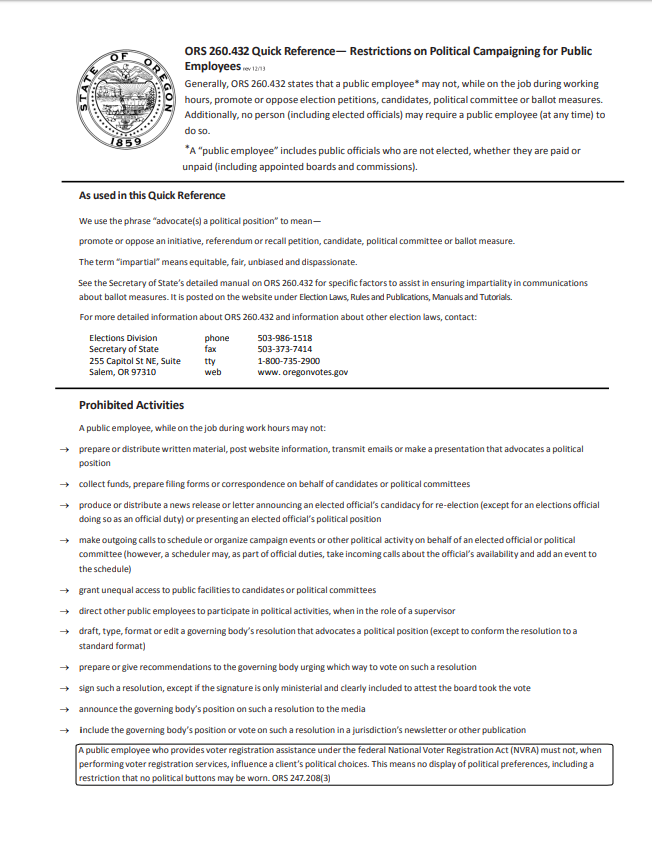 STATE OF OREGON
1859
ORS 260.432 Quick Reference— Restrictions on Political Campaigning for Public
Employees rev 12/13
Generally, ORS 260.432 states that a public employee* may not, while on the job during working
hours, promote or oppose election petitions, candidates, political committee or ballot measures.
Additionally, no person (including elected officials) may require a public employee (at any time) to
do so.
*A “public employee” includes public officials who are not elected, whether they are paid or
unpaid (including appointed boards and commissions).
As used in this Quick Reference
We use the phrase “advocate(s) a political position” to mean—
promote or oppose an initiative, referendum or recall petition, candidate, political committee or ballot measure.
The term “impartial” means equitable, fair, unbiased and dispassionate.
See the Secretary of State’s detailed manual on ORS 260.432 for specific factors to assist in ensuring impartiality in communications
about ballot measures. It is posted on the website under Election Laws, Rules and Publications, Manuals and Tutorials.
For more detailed information about ORS 260.432 and information about other election laws, contact:
Elections Division phone 503-986-1518
Secretary of State fax 503-373-7414
255 Capitol St NE, Suite tty 1-800-735-2900
Salem, OR 97310 web www. oregonvotes.gov
Prohibited Activities
A public employee, while on the job during work hours may not:
→ prepare or distribute written material, post website information, transmit emails or make a presentation that advocates a political
position
→ collect funds, prepare filing forms or correspondence on behalf of candidates or political committees
→ produce or distribute a news release or letter announcing an elected official’s candidacy for re-election (except for an elections official
doing so as an official duty) or presenting an elected official’s political position
→ make outgoing calls to schedule or organize campaign events or other political activity on behalf of an elected official or political
committee (however, a scheduler may, as part of official duties, take incoming calls about the official’s availability and add an event to
the schedule)
→ grant unequal access to public facilities to candidates or political committees
→ direct other public employees to participate in political activities, when in the role of a supervisor
→ draft, type, format or edit a governing body’s resolution that advocates a political position (except to conform the resolution to a
standard format)
→ prepare or give recommendations to the governing body urging which way to vote on such a resolution
→ sign such a resolution, except if the signature is only ministerial and clearly included to attest the board took the vote
→ announce the governing body’s position on such a resolution to the media
→ include the governing body’s position or vote on such a resolution in a jurisdiction’s newsletter or other publication
A public employee who provides voter registration assistance under the federal National Voter Registration Act (NVRA) must not, when
performing voter registration services, influence a client’s political choices. This means no display of political preferences, including a
restriction that no political buttons may be worn. ORS 247.208(3)